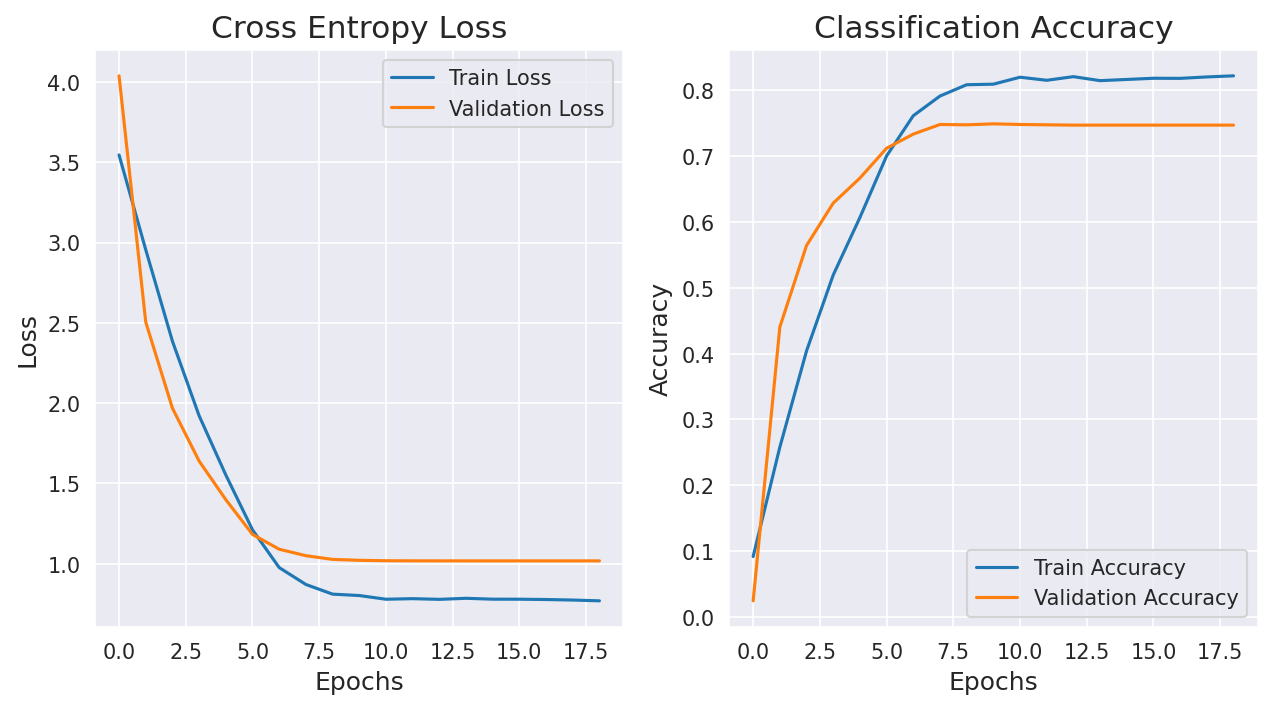 Cross Entropy Loss
4.0
3.5
3.0
2.5
2.0
1.5
1.0
Loss
Train Loss
Validation Loss
0.0 2.5 5.0 7.5 10.0 12.5 15.0 17.5
Epochs
Classification Accuracy
0.8
0.7
0.6
0.5
0.4
0.3
0.2
0.1
0.0
Accuracy
Train Accuracy
Validation Accuracy
0.0 2.5 5.0 7.5 10.0 12.5 15.0 17.5
Epochs